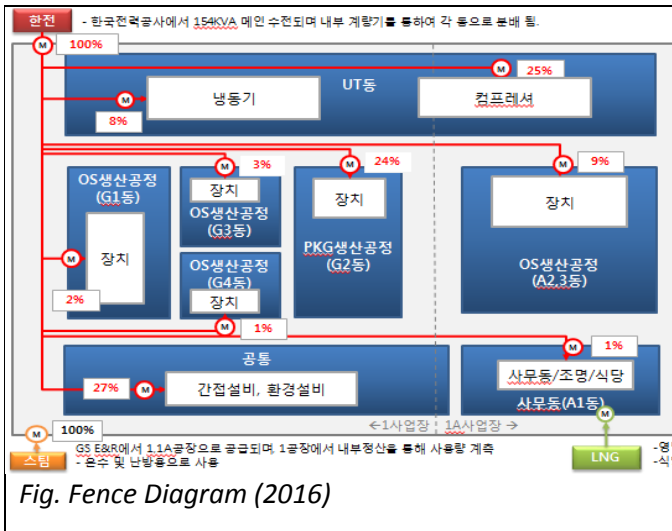 한전
- 한국전력공사에서 154KVA 메인 수전되며 내부 계량기를 통하여 각 동으로 분배 됨.
M
100%
UT동
M
25%
냉동기
컴프레셔
M
8%
M
3%
M
24%
M
9%
OS생산공정
(G1동)
장치
M
2%
장치
OS생산공정
(G3동)
OS생산공정
(G4동)
장치
M
1%
장치
PKG생산공정
(G2동)
장치
OS생산공정
(A2,3동)
공통
27%
M
간접설비, 환경설비
M
1%
사무동/조명/식당
사무동(A1동)
←1사업장
1A사업장→
M
100%
스팀
GS E&R에서 1.1A공장으로 공급되며, 1공장에서 내부정산을 통해 사용량 계측
- 온수 및 난방용으로 사용
M
LNG
-식
Fig. Fence Diagram (2016)